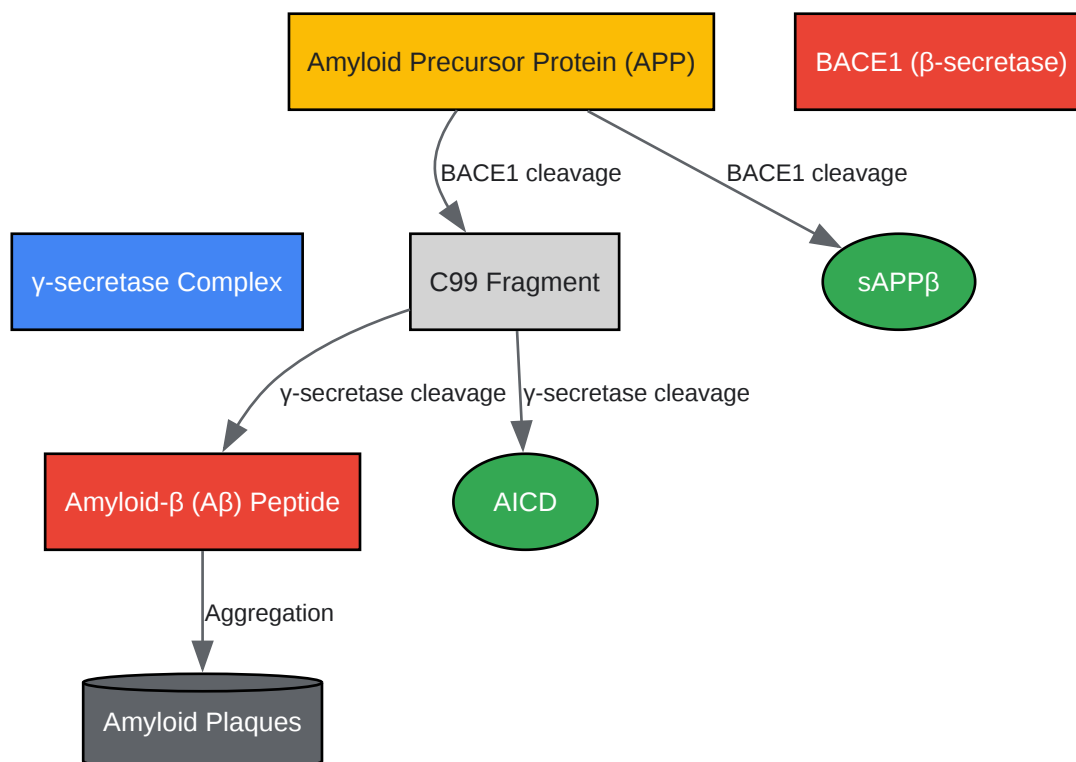 Amyloid Precursor Protein (APP)
BACE1 (β-secretase)
BACE1 cleavage
BACE1 cleavage
γ-secretase Complex
C99 Fragment
sAPPβ
γ-secretase cleavage
γ-secretase cleavage
Amyloid-β (Aβ) Peptide
AICD
Aggregation
Amyloid Plaques